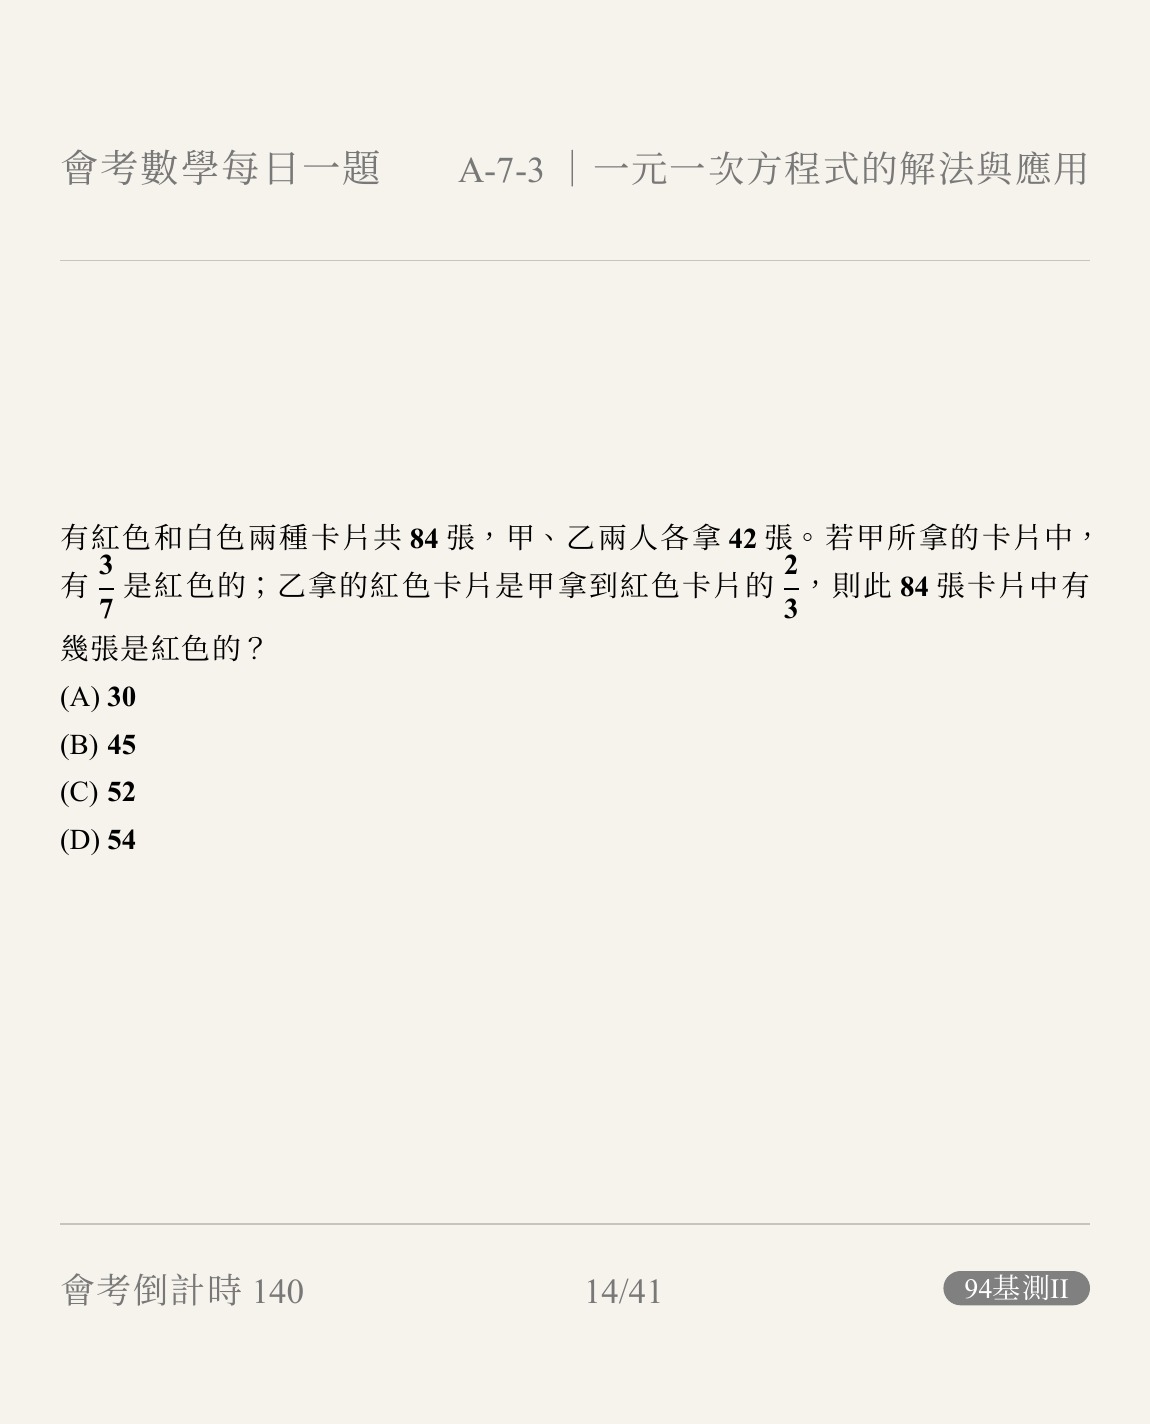 會考數學每日一題 A-7-3 ｜ 一元一次方程式的解法與應用
有紅色和白色兩種卡片共 84 張，甲、乙兩人各拿 42 張。若甲所拿的卡片中，
有 3/7 是紅色的；乙拿的紅色卡片是甲拿到紅色卡片的 2/3，則此 84 張卡片中有
幾張是紅色的？
(A) 30
(B) 45
(C) 52
(D) 54
會考倒計時 140 14/41 94基測II